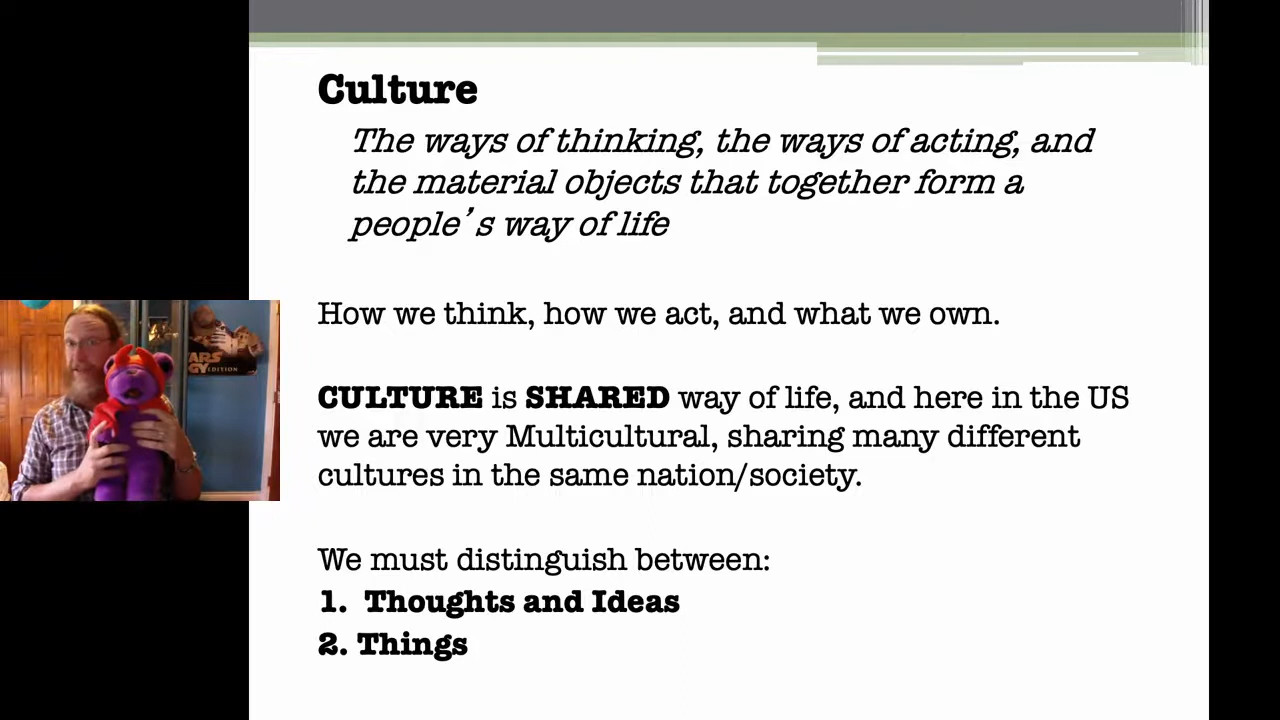 Culture
The ways of thinking, the ways of acting, and
the material objects that together form a
people’s way of life
How we think, how we act, and what we own.
CULTURE is SHARED way of life, and here in the US
we are very Multicultural, sharing many different
cultures in the same nation/society.
We must distinguish between:
1. Thoughts and Ideas
2. Things
ARS
GY EDITION